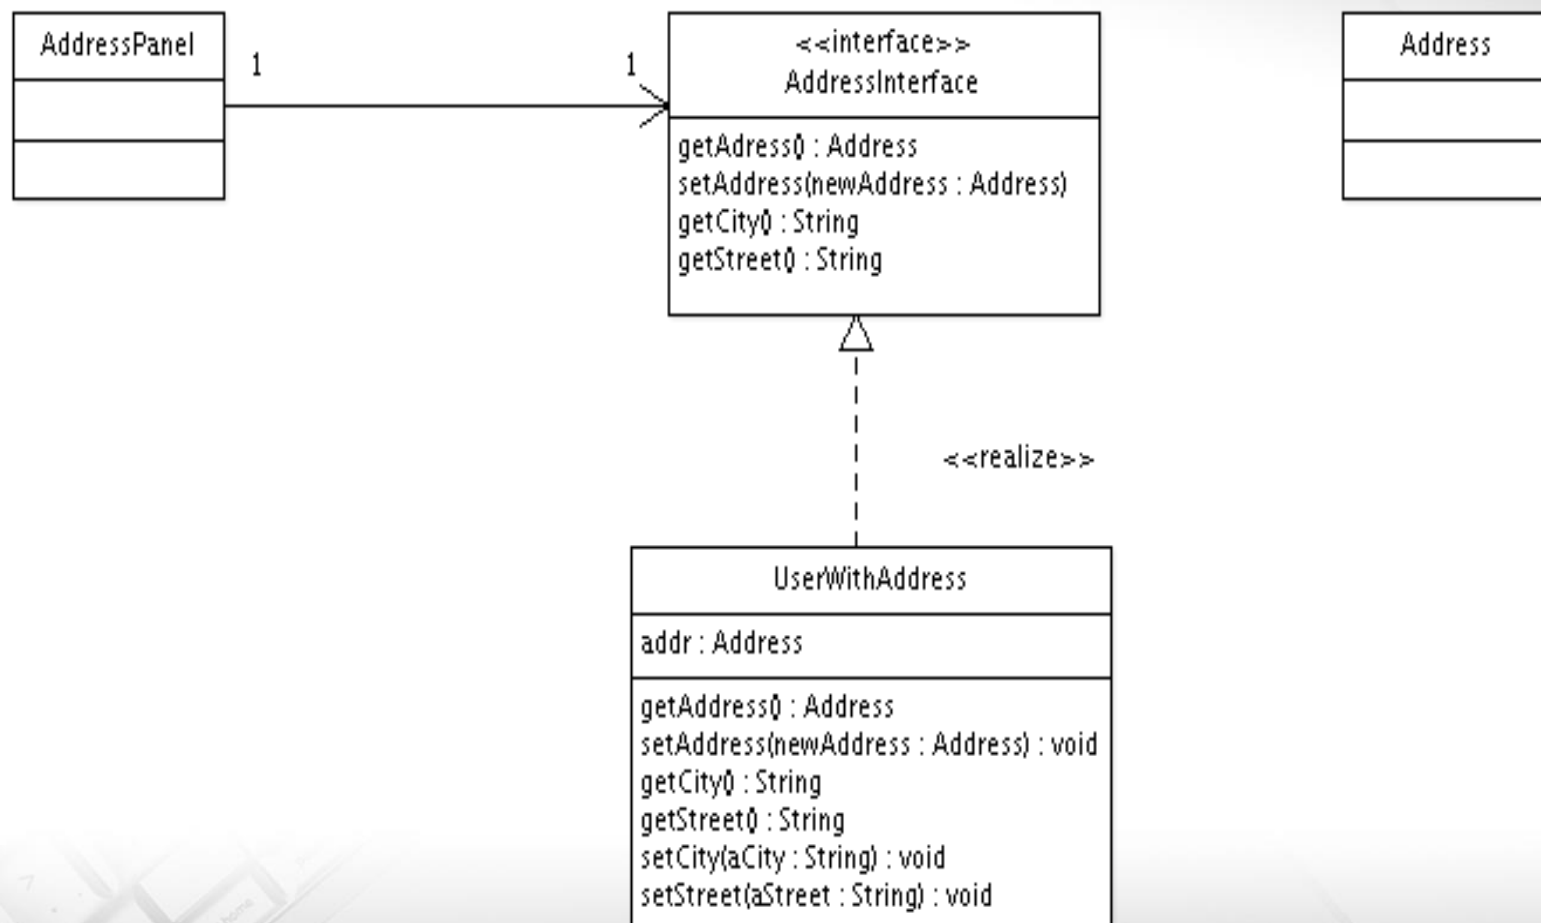 AddressPanel
1
1
<<interface>>
AddressInterface
getAdress() : Address
setAddress(newAddress : Address)
getCity() : String
getStreet() : String
Address
<<realize>>
UserWithAddress
addr : Address
getAddress() : Address
setAddress(newAddress : Address) : void
getCity() : String
getStreet() : String
setCity(aCity : String) : void
setStreet(aStreet : String) : void
home